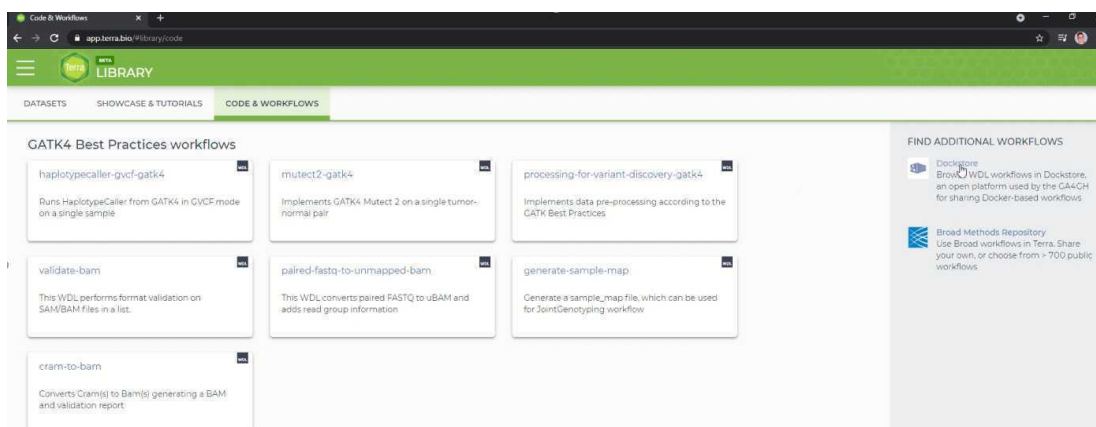 Code & Workflows
app.terra.bio/#library/code
Terra
BETA
LIBRARY
DATASETS
SHOWCASE & TUTORIALS
CODE & WORKFLOWS
GATK4 Best Practices workflows
haplotypecaller-gvcf-gatk4
WDL
Runs HaplotypeCaller from GATK4 in GVCF mode
on a single sample
mutect2-gatk4
WDL
Implements GATK4 Mutect 2 on a single tumor-
normal pair
processing-for-variant-discovery-gatk4
WDL
Implements data pre-processing according to the
GATK Best Practices
validate-bam
WDL
This WDL performs format validation on
SAM/BAM files in a list.
paired-fastq-to-unmapped-bam
WDL
This WDL converts paired FASTQ to uBAM and
adds read group information
generate-sample-map
WDL
Generate a sample_map file, which can be used
for JointGenotyping workflow
cram-to-bam
WDL
Converts Cram(s) to Bam(s) generating a BAM
and validation report
FIND ADDITIONAL WORKFLOWS
Dockstore
Browse WDL workflows in Dockstore,
an open platform used by the GA4GH
for sharing Docker-based workflows
Broad Methods Repository
Use Broad workflows in Terra. Share
your own, or choose from > 700 public
workflows